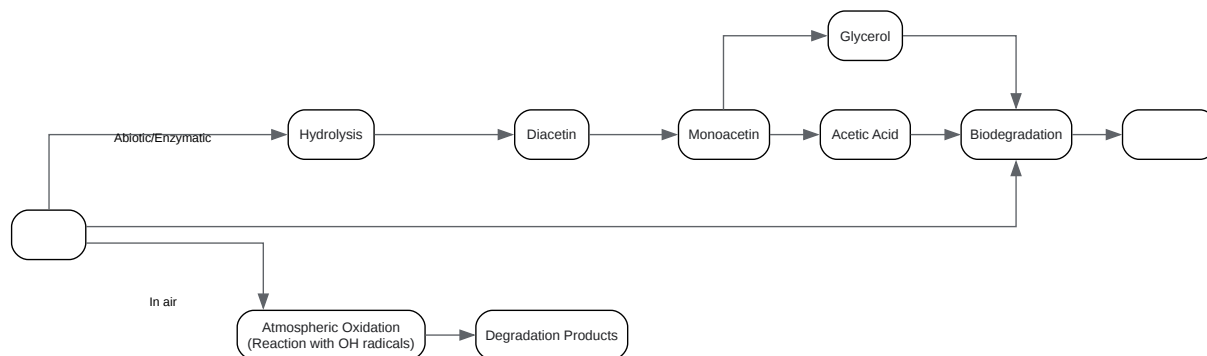 Glycerol
Abiotic/Enzymatic
Hydrolysis
Diacetin
Monoacetin
Acetic Acid
Biodegradation
In air
Atmospheric Oxidation
(Reaction with OH radicals)
Degradation Products